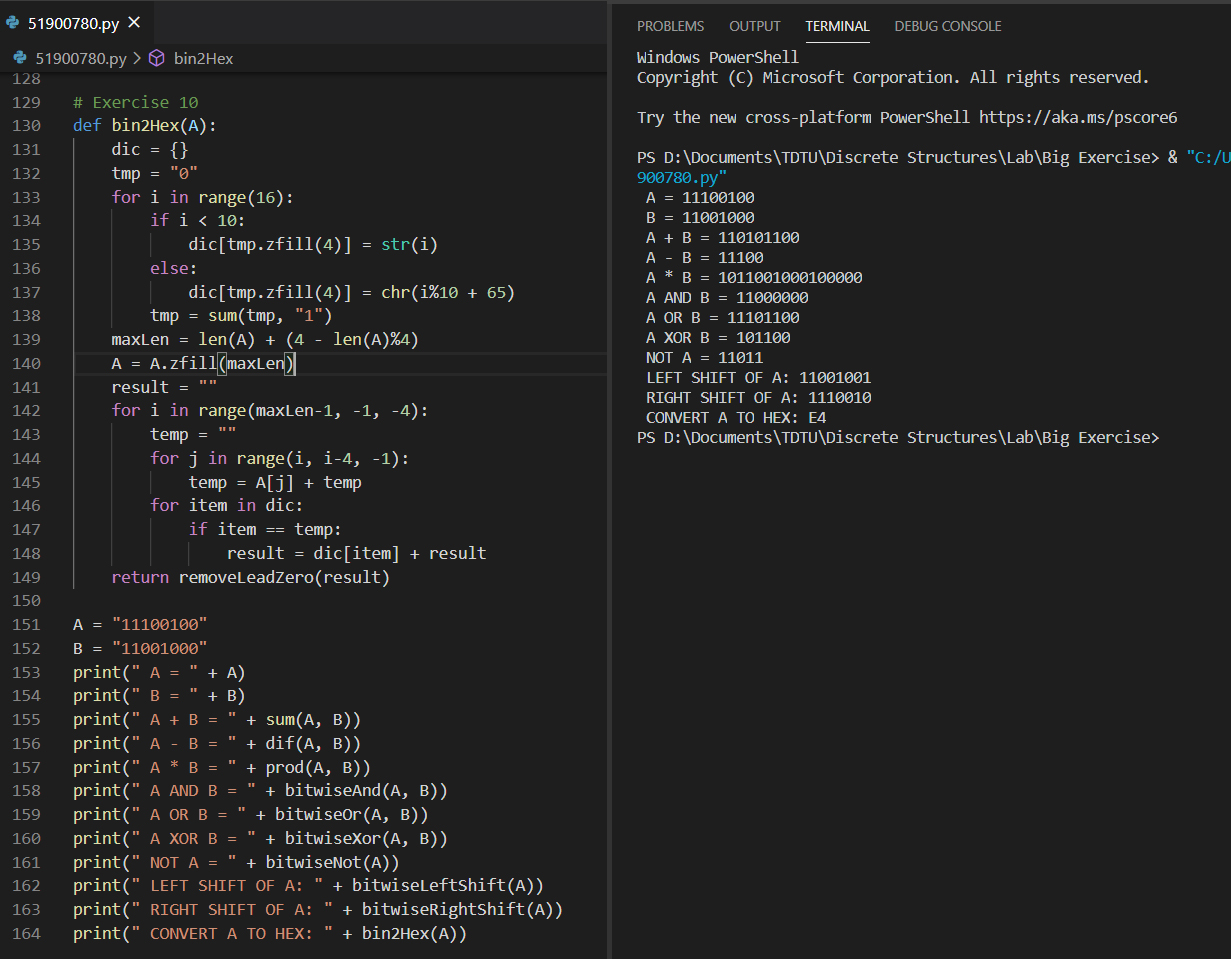 51900780.py
51900780.py > bin2Hex
128
129 # Exercise 10
130 def bin2Hex(A):
131     dic = {}
132     tmp = "0"
133     for i in range(16):
134         if i < 10:
135             dic[tmp.zfill(4)] = str(i)
136         else:
137             dic[tmp.zfill(4)] = chr(i%10 + 65)
138         tmp = sum(tmp, "1")
139     maxLen = len(A) + (4 - len(A)%4)
140     A = A.zfill(maxLen)
141     result = ""
142     for i in range(maxLen-1, -1, -4):
143         temp = ""
144         for j in range(i, i-4, -1):
145             temp = A[j] + temp
146         for item in dic:
147             if item == temp:
148                 result = dic[item] + result
149     return removeLeadZero(result)
150
151 A = "11100100"
152 B = "11001000"
153 print(" A = " + A)
154 print(" B = " + B)
155 print(" A + B = " + sum(A, B))
156 print(" A - B = " + dif(A, B))
157 print(" A * B = " + prod(A, B))
158 print(" A AND B = " + bitwiseAnd(A, B))
159 print(" A OR B = " + bitwiseOr(A, B))
160 print(" A XOR B = " + bitwiseXor(A, B))
161 print(" NOT A = " + bitwiseNot(A))
162 print(" LEFT SHIFT OF A: " + bitwiseLeftShift(A))
163 print(" RIGHT SHIFT OF A: " + bitwiseRightShift(A))
164 print(" CONVERT A TO HEX: " + bin2Hex(A))
PROBLEMS OUTPUT TERMINAL DEBUG CONSOLE
Windows PowerShell
Copyright (C) Microsoft Corporation. All rights reserved.
Try the new cross-platform PowerShell https://aka.ms/pscore6
PS D:\Documents\TDTU\Discrete Structures\Lab\Big Exercise> & "C:/U
900780.py"
A = 11100100
B = 11001000
A + B = 110101100
A - B = 11100
A * B = 1011001000100000
A AND B = 11000000
A OR B = 11101100
A XOR B = 101100
NOT A = 11011
LEFT SHIFT OF A: 11001001
RIGHT SHIFT OF A: 1110010
CONVERT A TO HEX: E4
PS D:\Documents\TDTU\Discrete Structures\Lab\Big Exercise>